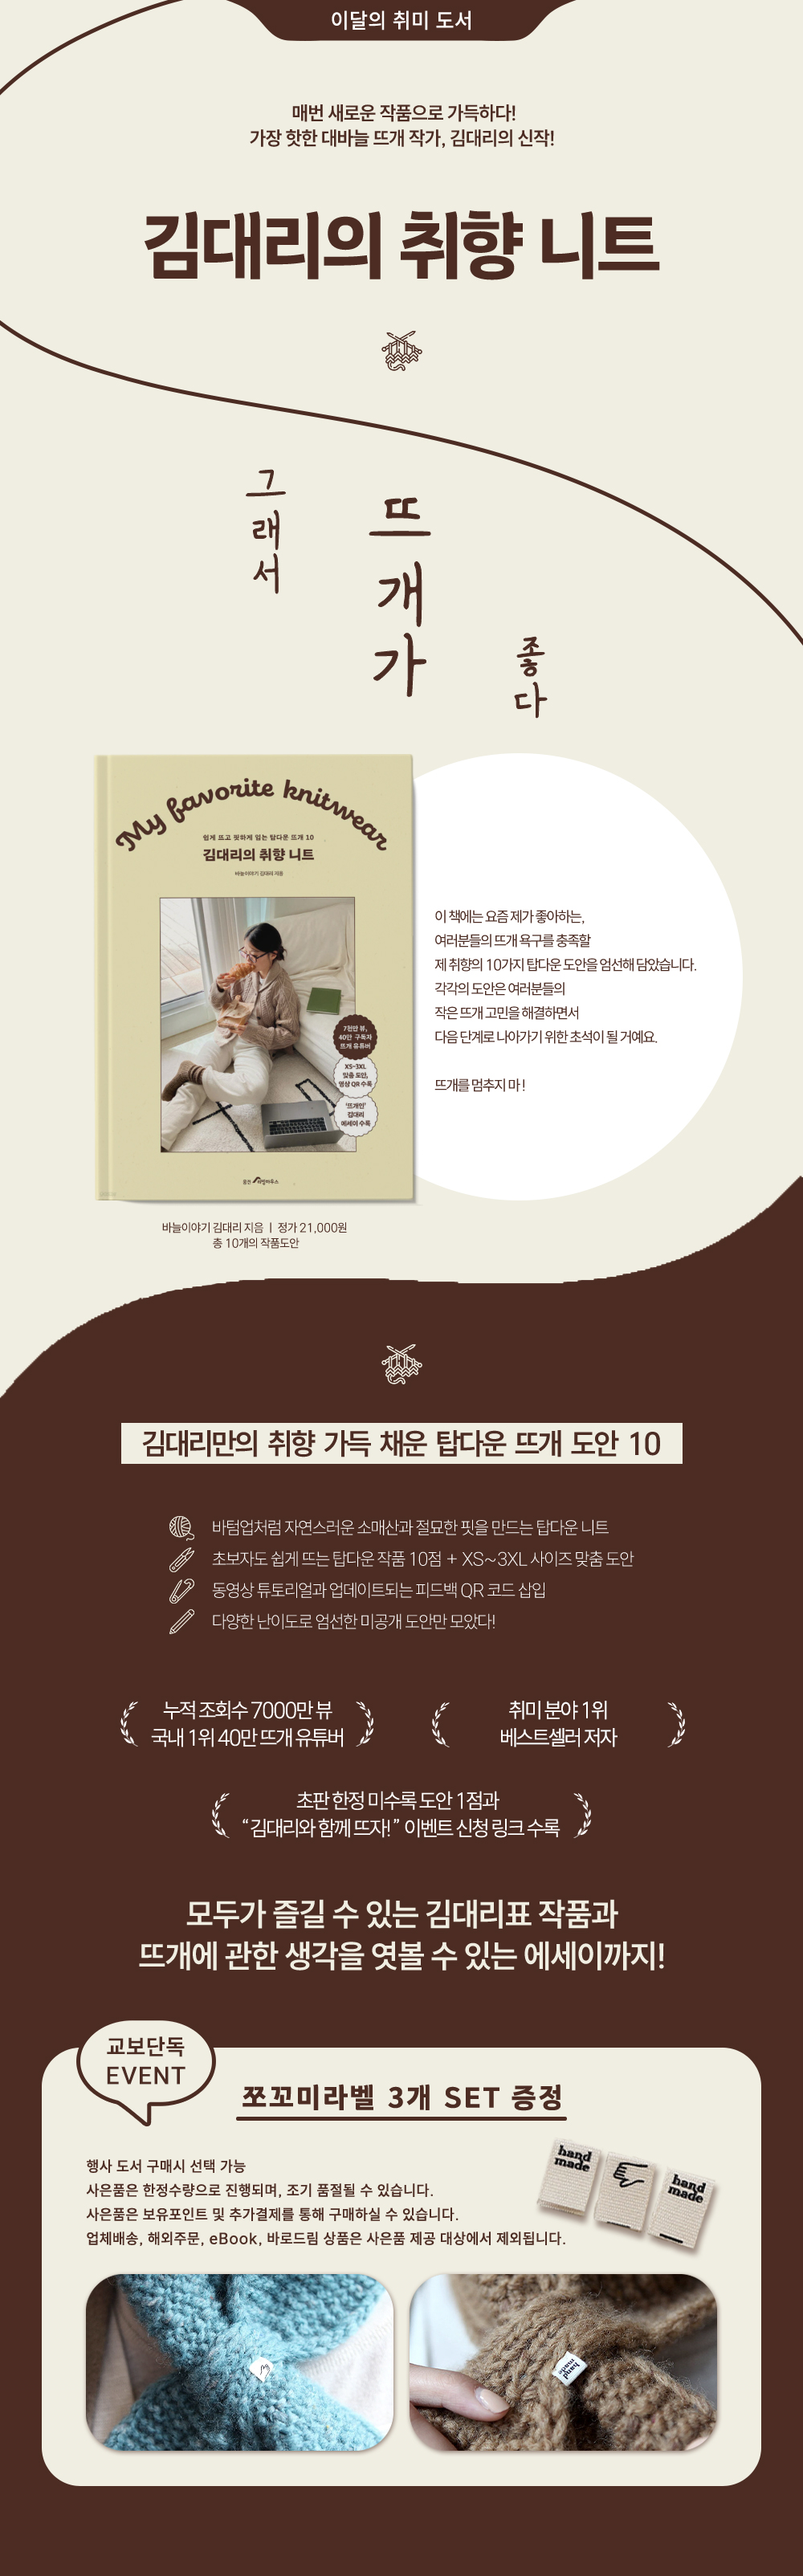 이달의 취미 도서
매번 새로운 작품으로 가득하다!
가장 핫한 대바늘 뜨개 작가, 김대리의 신작!
김대리의 취향 니트
그래서
뜨개가
좋다
My favorite knitwear
쉽게 뜨고 핏하게 입는 탑다운 뜨개 10
김대리의 취향 니트
바늘이야기 김대리 지음
7천만 뷰,
40만 구독자
뜨개 유튜버
XS~3XL
맞춤 도안,
영상 QR 수록
'뜨개인'
김대리
에세이 수록
웅진 리빙하우스
이 책에는 요즘 제가 좋아하는,
여러분들의 뜨개 욕구를 충족할
제 취향의 10가지 탑다운 도안을 엄선해 담았습니다.
각각의 도안은 여러분들의
작은 뜨개 고민을 해결하면서
다음 단계로 나아가기 위한 초석이 될 거예요.
뜨개를 멈추지 마 !
바늘이야기 김대리 지음 ㅣ 정가 21,000원
총 10개의 작품도안
김대리만의 취향 가득 채운 탑다운 뜨개 도안 10
바텀업처럼 자연스러운 소매산과 절묘한 핏을 만드는 탑다운 니트
초보자도 쉽게 뜨는 탑다운 작품 10점 + XS~3XL 사이즈 맞춤 도안
동영상 튜토리얼과 업데이트되는 피드백 QR 코드 삽입
다양한 난이도로 엄선한 미공개 도안만 모았다!
누적 조회수 7000만 뷰
국내 1위 40만 뜨개 유튜버
취미 분야 1위
베스트셀러 저자
초판 한정 미수록 도안 1점과
“김대리와 함께 뜨자!” 이벤트 신청 링크 수록
모두가 즐길 수 있는 김대리표 작품과
뜨개에 관한 생각을 엿볼 수 있는 에세이까지!
교보단독
EVENT
쪼꼬미라벨 3개 SET 증정
행사 도서 구매시 선택 가능
사은품은 한정수량으로 진행되며, 조기 품절될 수 있습니다.
사은품은 보유포인트 및 추가결제를 통해 구매하실 수 있습니다.
업체배송, 해외주문, eBook, 바로드림 상품은 사은품 제공 대상에서 제외됩니다.
hand
made
hand
made
hand
made